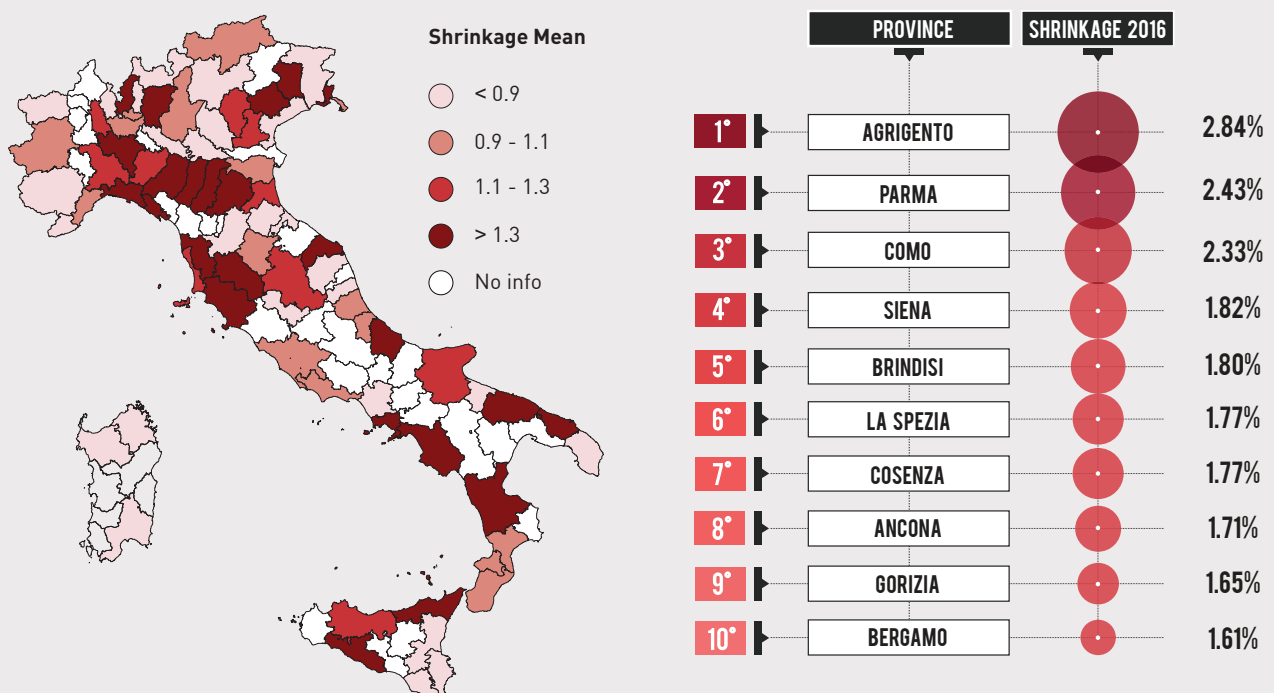 Shrinkage Mean
< 0.9
0.9 - 1.1
1.1 - 1.3
> 1.3
No info
PROVINCE SHRINKAGE 2016
1° AGRIGENTO 2.84%
2° PARMA 2.43%
3° COMO 2.33%
4° SIENA 1.82%
5° BRINDISI 1.80%
6° LA SPEZIA 1.77%
7° COSENZA 1.77%
8° ANCONA 1.71%
9° GORIZIA 1.65%
10° BERGAMO 1.61%